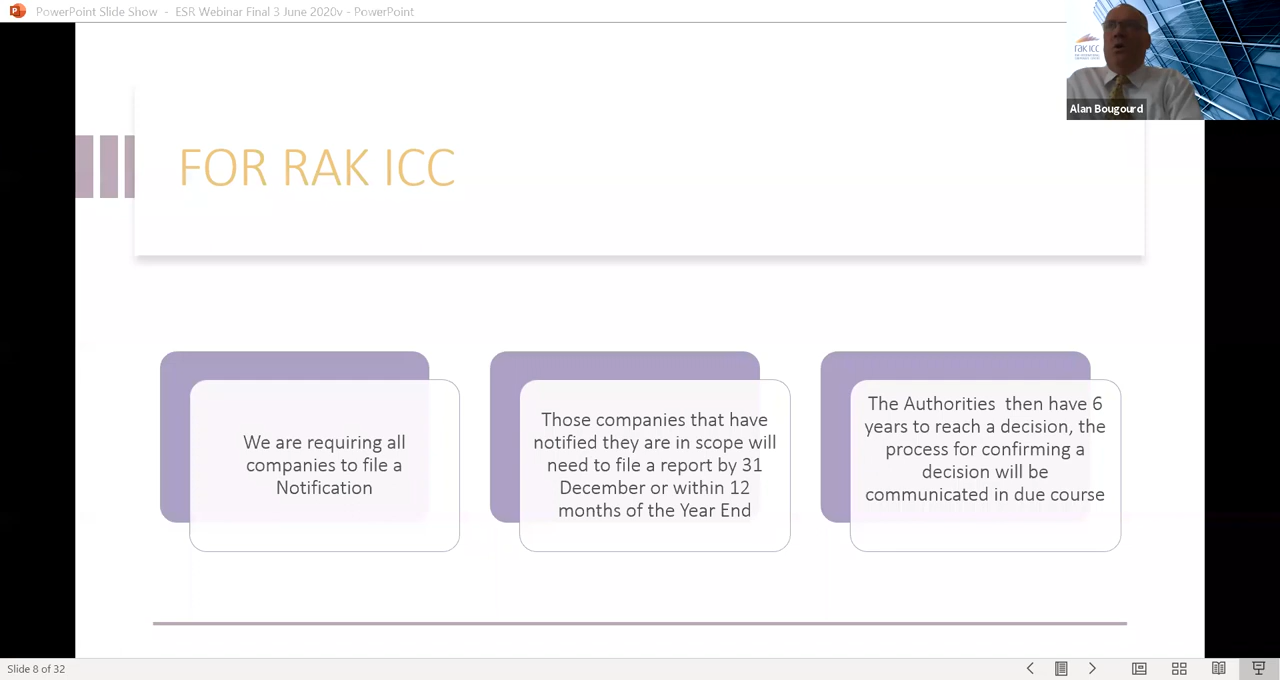 PowerPoint Slide Show - ESR Webinar Final 3 June 2020v - PowerPoint
rak icc
Alan Bougourd
FOR RAK ICC
We are requiring all
companies to file a
Notification
Those companies that have
notified they are in scope will
need to file a report by 31
December or within 12
months of the Year End
The Authorities then have 6
years to reach a decision, the
process for confirming a
decision will be
communicated in due course
Slide 8 of 32